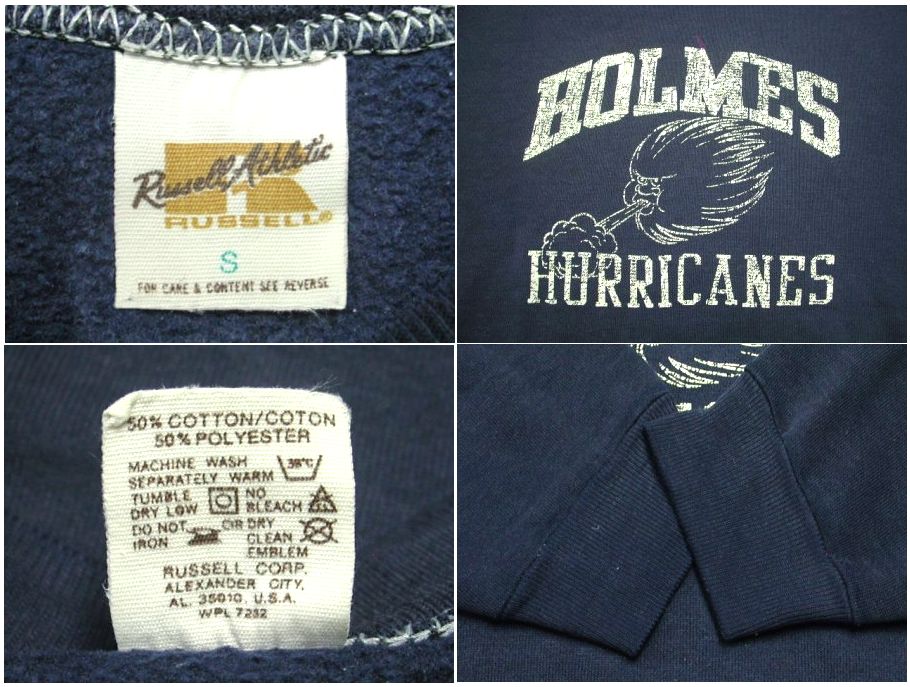 Russell Athletic
RUSSELL®
S
FOR CARE & CONTENT SEE REVERSE
HOLMES
HURRICANES
50% COTTON/COTON
50% POLYESTER
MACHINE WASH 38°C
SEPARATELY WARM
TUMBLE NO
DRY LOW BLEACH
DO NOT OR DRY
IRON CLEAN
EMBLEM
RUSSELL CORP.
ALEXANDER CITY,
AL. 35010, U.S.A.
WPL 7232